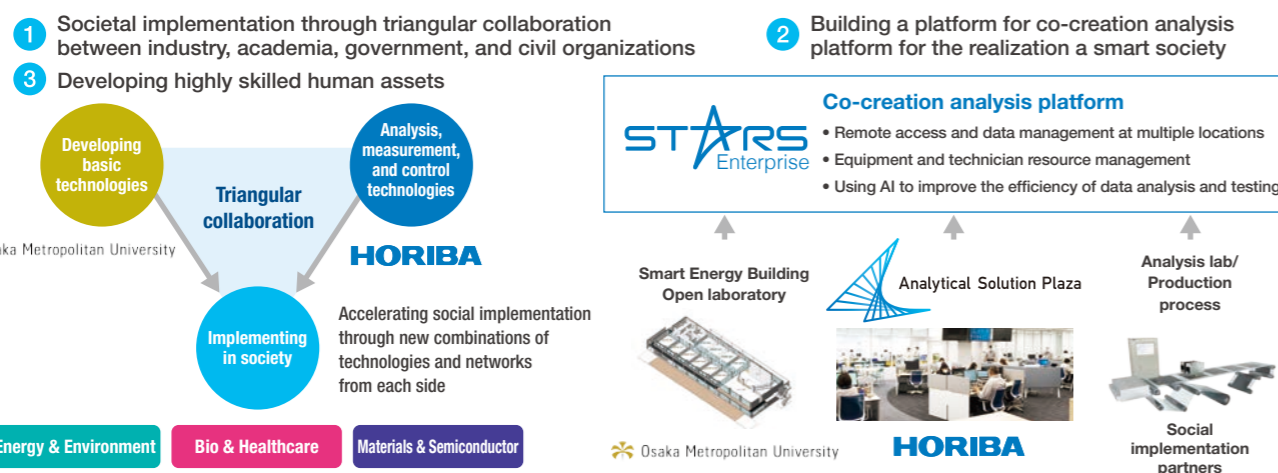 1 Societal implementation through triangular collaboration
between industry, academia, government, and civil organizations
3 Developing highly skilled human assets
Developing
basic
technologies
Analysis,
measurement,
and control
technologies
Triangular
collaboration
aka Metropolitan University
HORIBA
Implementing
in society
Accelerating social implementation
through new combinations of
technologies and networks
from each side
Energy & Environment
Bio & Healthcare
Materials & Semiconductor
2 Building a platform for co-creation analysis
platform for the realization a smart society
STARS
Enterprise
Co-creation analysis platform
• Remote access and data management at multiple locations
• Equipment and technician resource management
• Using AI to improve the efficiency of data analysis and testing
Smart Energy Building
Open laboratory
Osaka Metropolitan University
Analytical Solution Plaza
HORIBA
Analysis lab/
Production
process
Social
implementation
partners